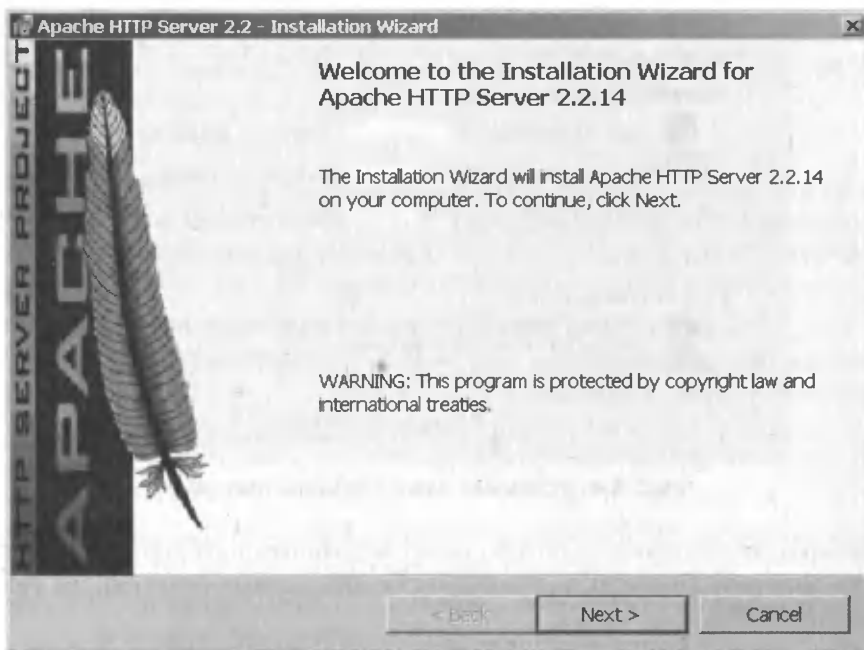 Apache HTTP Server 2.2 - Installation Wizard
HTTP SERVER PROJECT
APACHE
Welcome to the Installation Wizard for
Apache HTTP Server 2.2.14
The Installation Wizard will install Apache HTTP Server 2.2.14
on your computer. To continue, click Next.
WARNING: This program is protected by copyright law and
international treaties.
< Back
Next >
Cancel